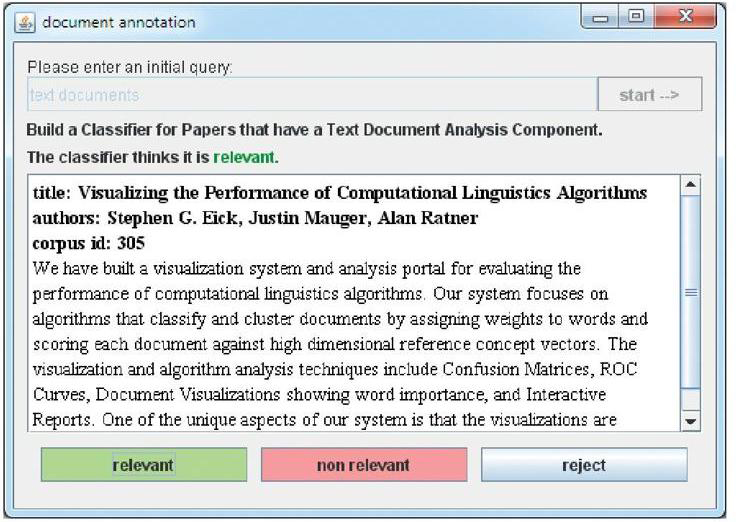 document annotation
Please enter an initial query:
text documents
start -->
Build a Classifier for Papers that have a Text Document Analysis Component.
The classifier thinks it is relevant.
title: Visualizing the Performance of Computational Linguistics Algorithms
authors: Stephen G. Eick, Justin Mauger, Alan Ratner
corpus id: 305
We have built a visualization system and analysis portal for evaluating the
performance of computational linguistics algorithms. Our system focuses on
algorithms that classify and cluster documents by assigning weights to words and
scoring each document against high dimensional reference concept vectors. The
visualization and algorithm analysis techniques include Confusion Matrices, ROC
Curves, Document Visualizations showing word importance, and Interactive
Reports. One of the unique aspects of our system is that the visualizations are
relevant
non relevant
reject